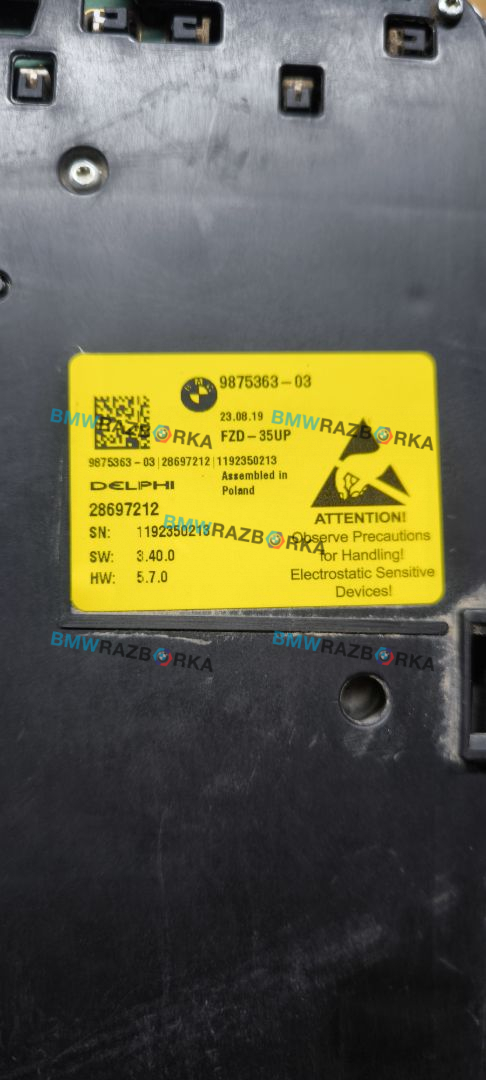 BMW
9875363-03
23.08.19
FZD-35UP
9875363-03|28697212|1192350213
DELPHI
Assembled in
Poland
28697212
SN: 1192350213
SW: 3.40.0
HW: 5.7.0
ATTENTION!
Observe Precautions
for Handling!
Electrostatic Sensitive
Devices!
BMWRAZBORKA
BMWRAZBORKA
BMWRAZBORKA
BMWRAZBORKA
BMWRAZBORKA